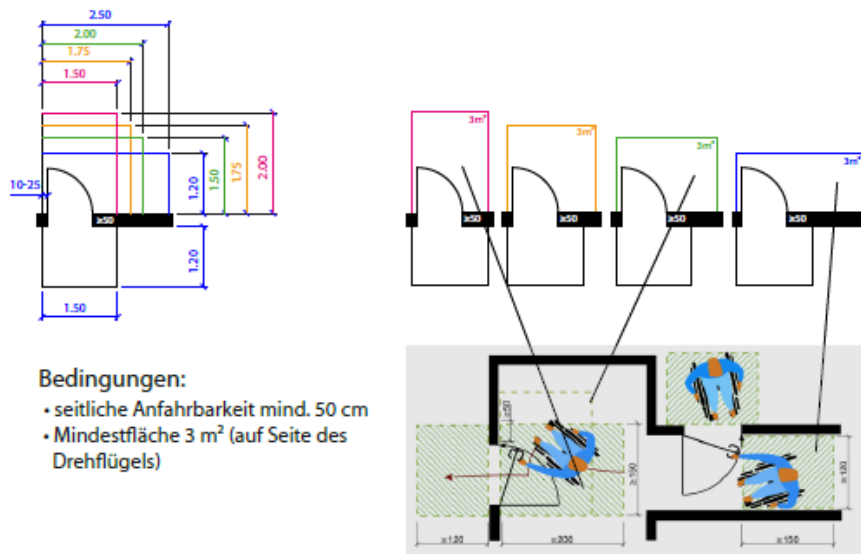 2.50
2.00
1.75
1.50
10-25
1.20
1.50
1.75
2.00
≥50
1.20
1.50
3m²
3m²
3m²
3m²
≥50
≥50
≥50
≥50
Bedingungen:
• seitliche Anfahrbarkeit mind. 50 cm
• Mindestfläche 3 m² (auf Seite des
Drehflügels)
≥50
≥150
≥120
≥120
≥200
≥150